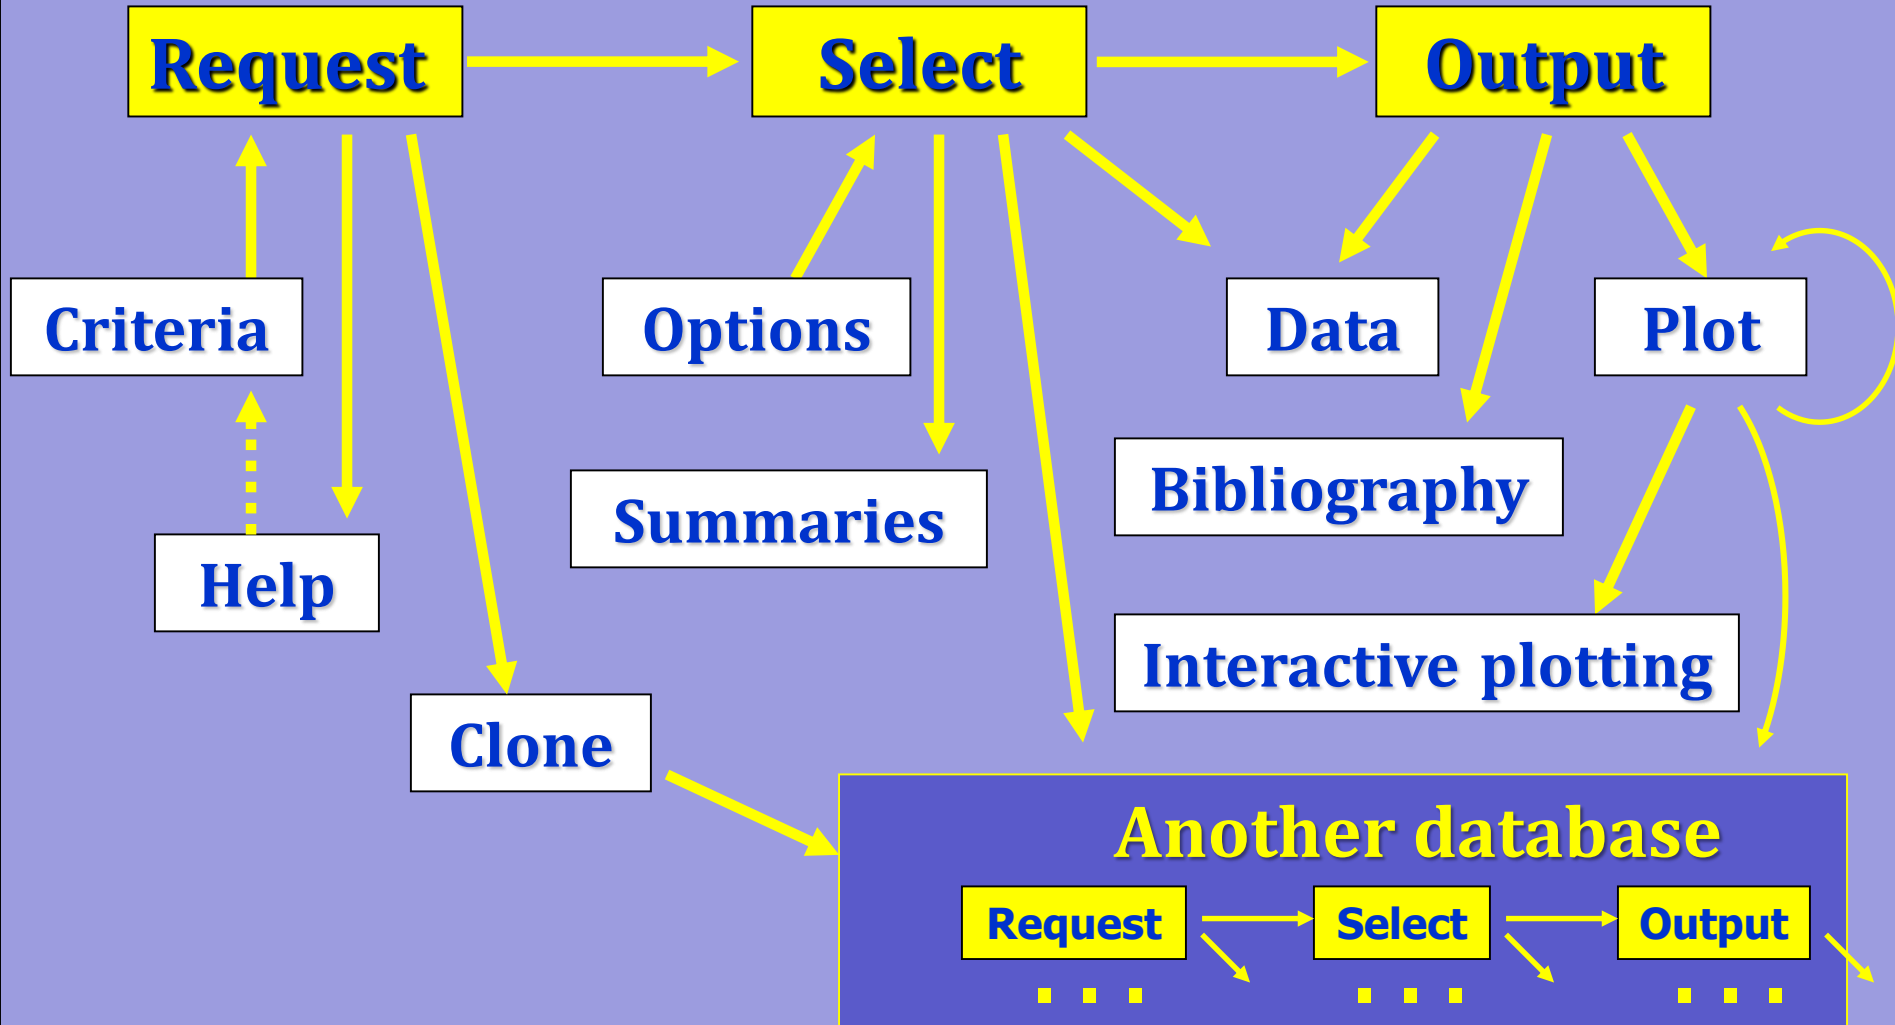 Request
Select
Output
Criteria
Options
Data
Plot
Bibliography
Summaries
Help
Interactive plotting
Clone
Another database
Request
Select
Output